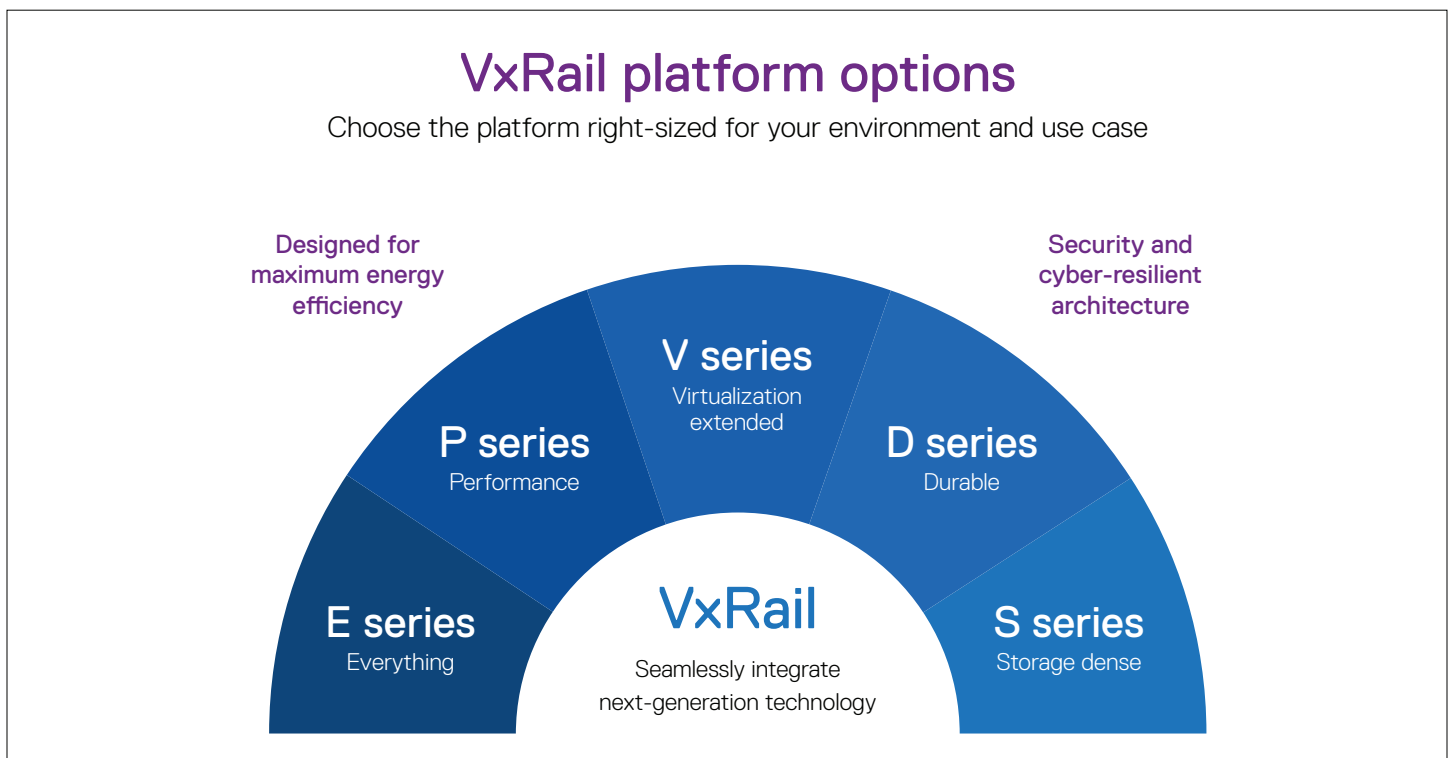 VxRail platform options
Choose the platform right-sized for your environment and use case
Designed for
maximum energy
efficiency
Security and
cyber-resilient
architecture
E series
Everything
P series
Performance
V series
Virtualization
extended
D series
Durable
S series
Storage dense
VxRail
Seamlessly integrate
next-generation technology